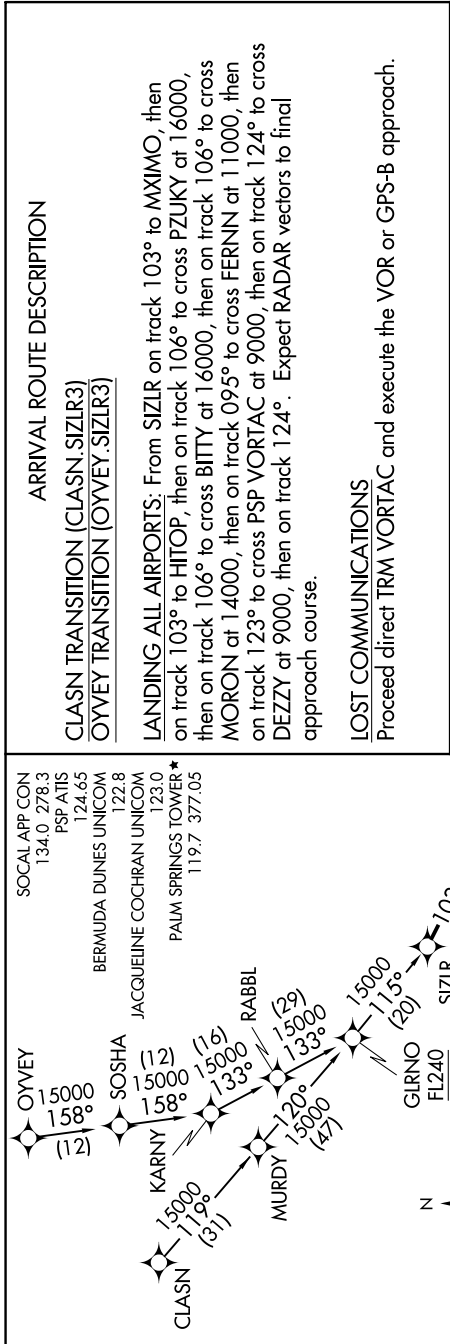 ARRIVAL ROUTE DESCRIPTION
CLASN TRANSITION (CLASN.SIZLR3)
OYVEY TRANSITION (OYVEY.SIZLR3)
LANDING ALL AIRPORTS: From SIZLR on track 103° to MXIMO, then
on track 103° to HITOP, then on track 106° to cross PZUKY at 16000,
then on track 106° to cross BITTY at 16000, then on track 106° to cross
MORON at 14000, then on track 095° to cross FERNN at 11000, then
on track 123° to cross PSP VORTAC at 9000, then on track 124° to cross
DEZZY at 9000, then on track 124°. Expect RADAR vectors to final
approach course.
LOST COMMUNICATIONS
Proceed direct TRM VORTAC and execute the VOR or GPS-B approach.
SOCAL APP CON
134.0 278.3
PSP ATIS
124.65
BERMUDA DUNES UNICOM
122.8
JACQUELINE COCHRAN UNICOM
123.0
PALM SPRINGS TOWER★
119.7 377.05
OYVEY
15000
158°
(12)
SOSHA
15000
158°
(12)
KARNY
15000
133°
(16)
RABBL
15000
133°
(29)
CLASN
15000
119°
(31)
MURDY
120°
15000
(47)
GLRNO
FL240
15000
115°
(20)
SIZLR
103
N